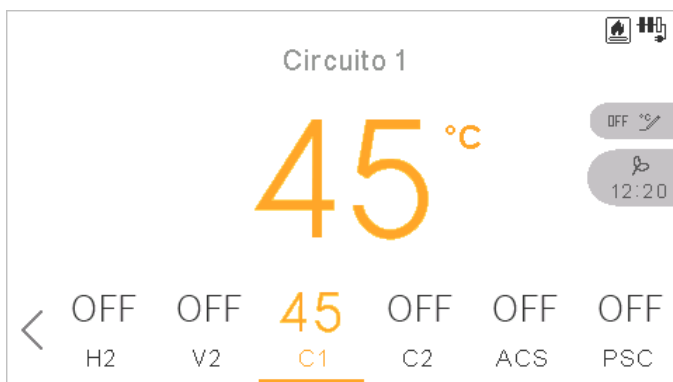 Circuito 1
45 °C
OFF °C
12:20
OFF OFF 45 OFF OFF OFF
H2 V2 C1 C2 ACS PSC